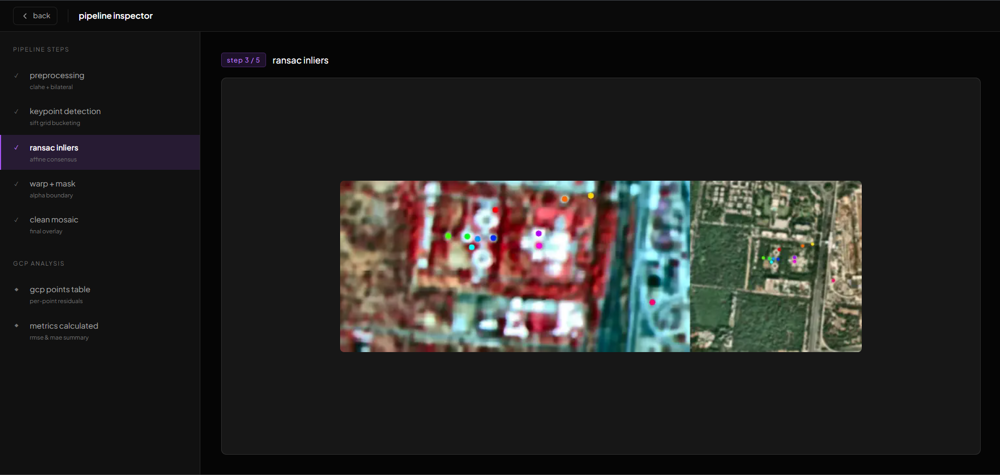 back
pipeline inspector
PIPELINE STEPS
✓ preprocessing
clahe + bilateral
✓ keypoint detection
sift grid bucketing
✓ ransac inliers
affine consensus
✓ warp + mask
alpha boundary
✓ clean mosaic
final overlay
GCP ANALYSIS
gcp points table
per-point residuals
metrics calculated
rmse & mae summary
step 3 / 5
ransac inliers